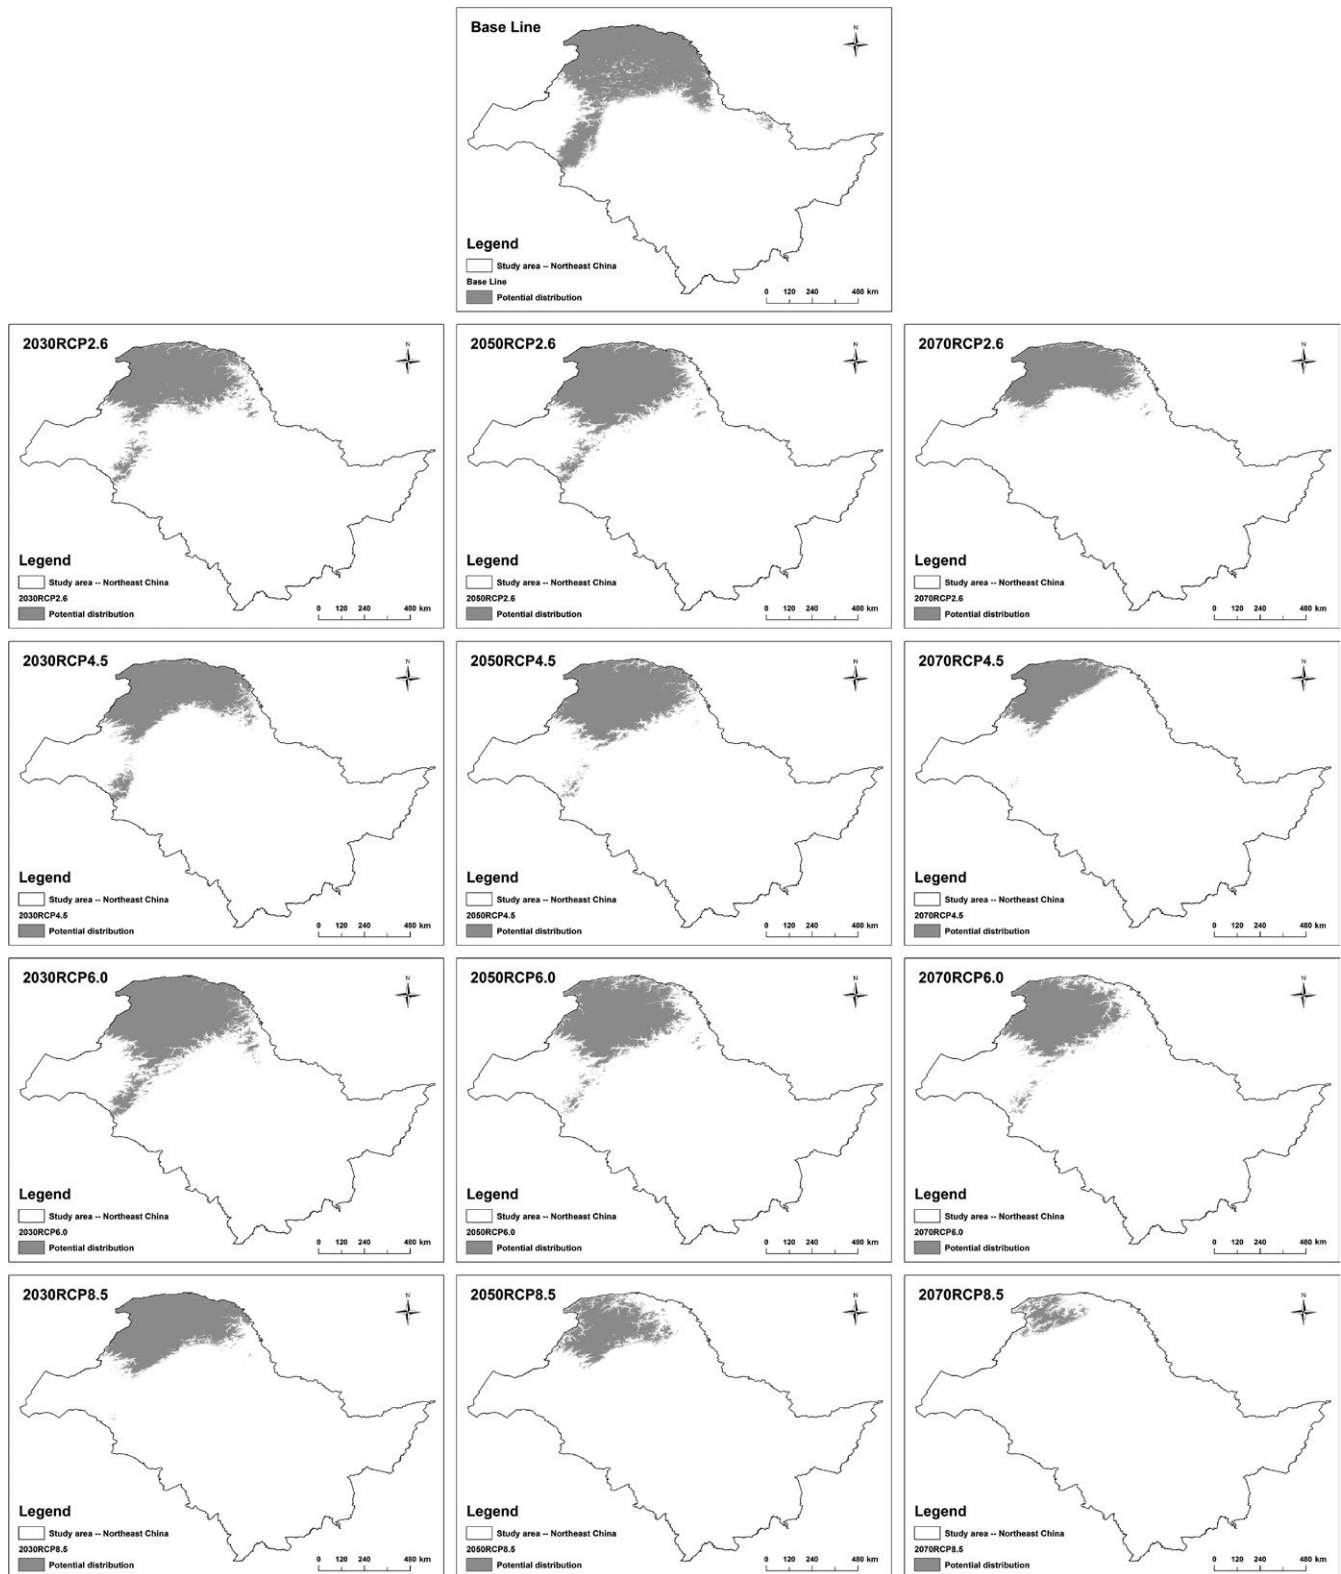 Base Line
N
Legend
Study area -- Northeast China
Base Line
Potential distribution
0 120 240 480 km
2030RCP2.6
N
Legend
Study area -- Northeast China
2030RCP2.6
Potential distribution
0 120 240 480 km
2050RCP2.6
N
Legend
Study area -- Northeast China
2050RCP2.6
Potential distribution
0 120 240 480 km
2070RCP2.6
N
Legend
Study area -- Northeast China
2070RCP2.6
Potential distribution
0 120 240 480 km
2030RCP4.5
N
Legend
Study area -- Northeast China
2030RCP4.5
Potential distribution
0 120 240 480 km
2050RCP4.5
N
Legend
Study area -- Northeast China
2050RCP4.5
Potential distribution
0 120 240 480 km
2070RCP4.5
N
Legend
Study area -- Northeast China
2070RCP4.5
Potential distribution
0 120 240 480 km
2030RCP6.0
N
Legend
Study area -- Northeast China
2030RCP6.0
Potential distribution
0 120 240 480 km
2050RCP6.0
N
Legend
Study area -- Northeast China
2050RCP6.0
Potential distribution
0 120 240 480 km
2070RCP6.0
N
Legend
Study area -- Northeast China
2070RCP6.0
Potential distribution
0 120 240 480 km
2030RCP8.5
N
Legend
Study area -- Northeast China
2030RCP8.5
Potential distribution
0 120 240 480 km
2050RCP8.5
N
Legend
Study area -- Northeast China
2050RCP8.5
Potential distribution
0 120 240 480 km
2070RCP8.5
N
Legend
Study area -- Northeast China
2070RCP8.5
Potential distribution
0 120 240 480 km